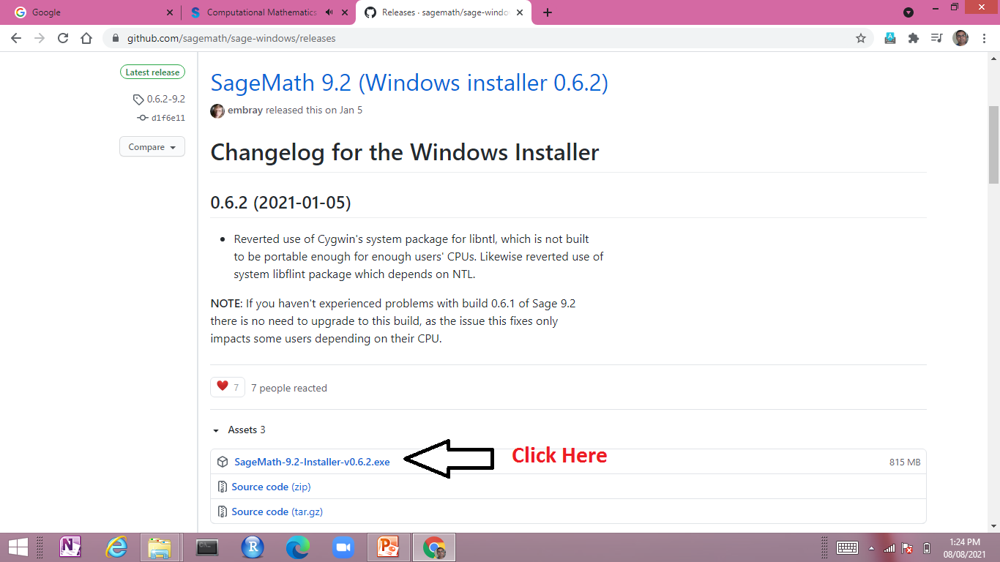 Google
Computational Mathematics
Releases · sagemath/sage-windo
github.com/sagemath/sage-windows/releases
Latest release
0.6.2-9.2
d1f6e11
Compare
SageMath 9.2 (Windows installer 0.6.2)
embray released this on Jan 5
Changelog for the Windows Installer
0.6.2 (2021-01-05)
Reverted use of Cygwin's system package for libntl, which is not built
to be portable enough for enough users' CPUs. Likewise reverted use of
system libflint package which depends on NTL.
NOTE: If you haven't experienced problems with build 0.6.1 of Sage 9.2
there is no need to upgrade to this build, as the issue this fixes only
impacts some users depending on their CPU.
7 7 people reacted
Assets 3
SageMath-9.2-Installer-v0.6.2.exe Click Here 815 MB
Source code (zip)
Source code (tar.gz)
1:24 PM
08/08/2021